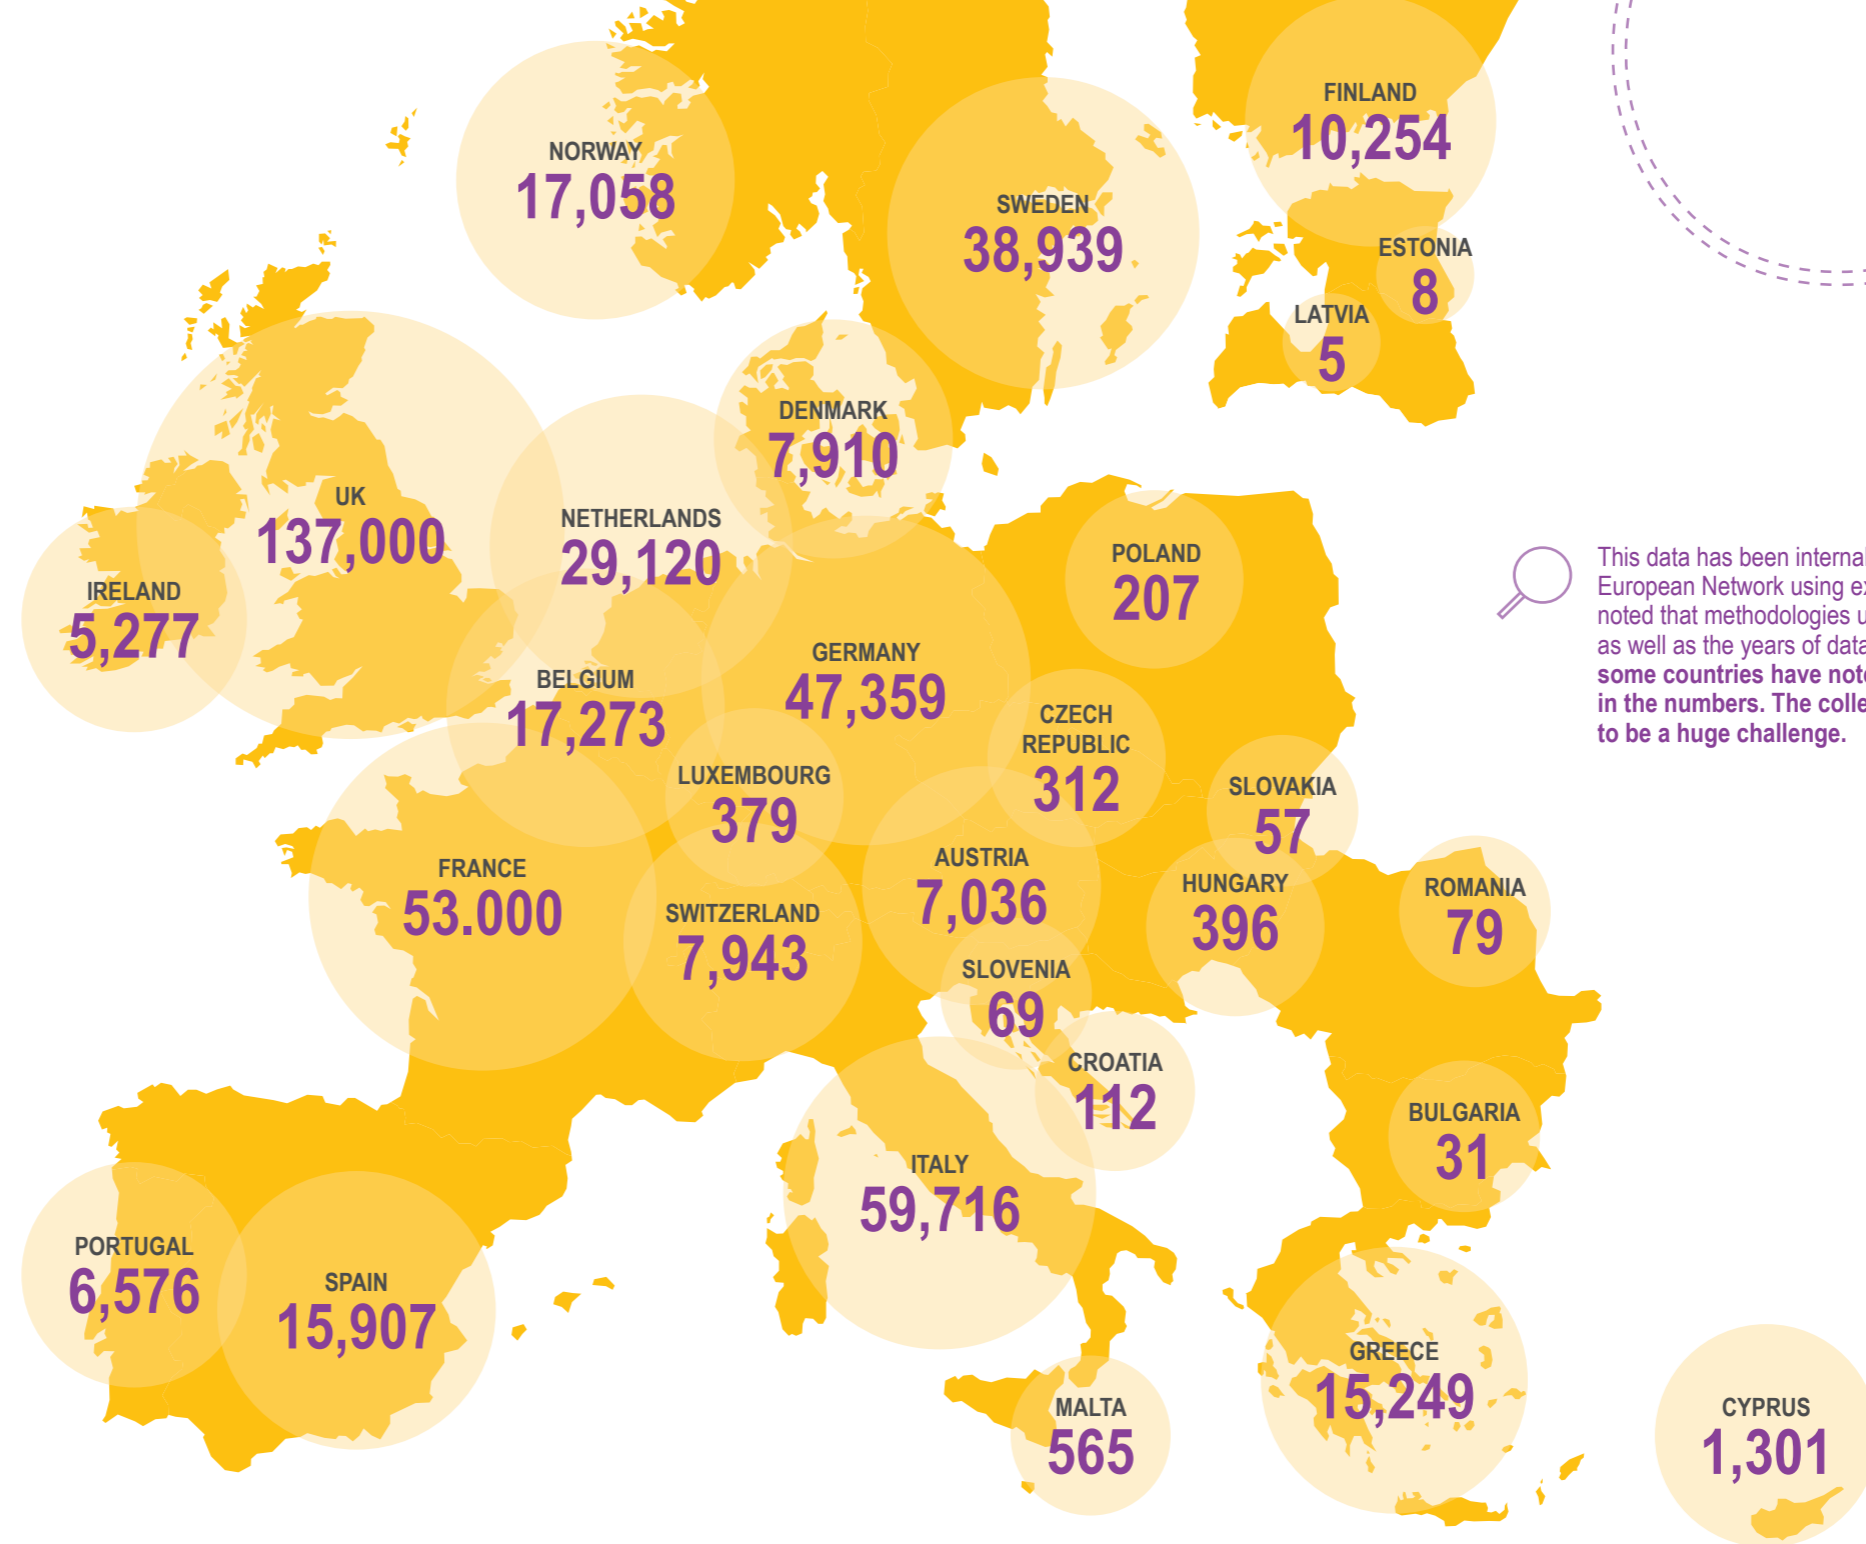 NORWAY
17,058
SWEDEN
38,939
FINLAND
10,254
ESTONIA
8
LATVIA
5
DENMARK
7,910
UK
137,000
IRELAND
5,277
NETHERLANDS
29,120
BELGIUM
17,273
GERMANY
47,359
POLAND
207
CZECH
REPUBLIC
312
LUXEMBOURG
379
SLOVAKIA
57
FRANCE
53.000
SWITZERLAND
7,943
AUSTRIA
7,036
HUNGARY
396
ROMANIA
79
SLOVENIA
69
CROATIA
112
BULGARIA
31
ITALY
59,716
PORTUGAL
6,576
SPAIN
15,907
MALTA
565
GREECE
15,249
CYPRUS
1,301
This data has been internal
European Network using ex
noted that methodologies u
as well as the years of data
some countries have note
in the numbers. The colle
to be a huge challenge.